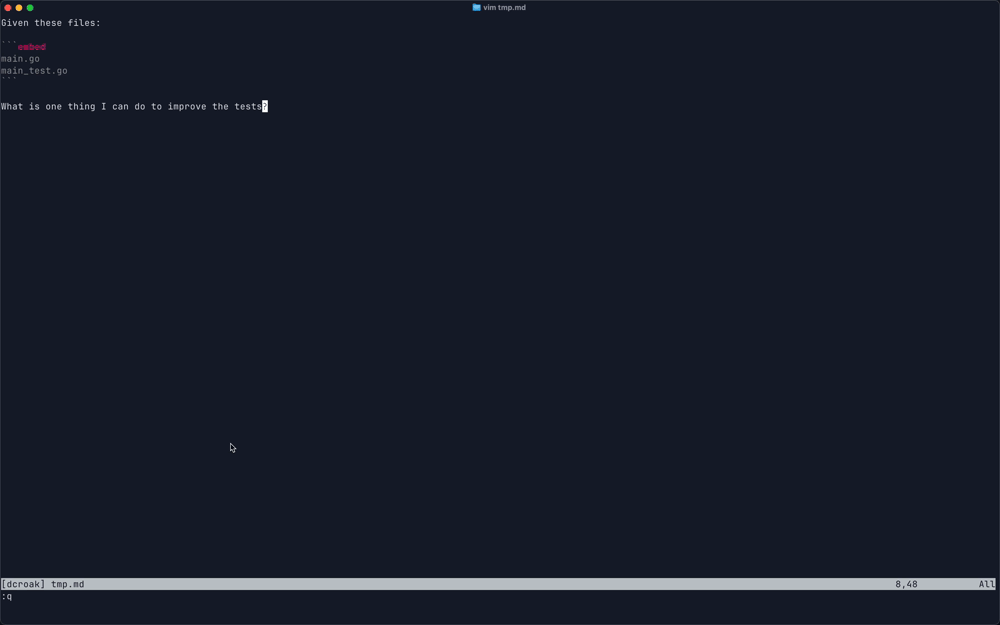 vim tmp.md
Given these files:
```embed
main.go
main_test.go
```
What is one thing I can do to improve the tests?
[dcroak] tmp.md 8,48 All
:q